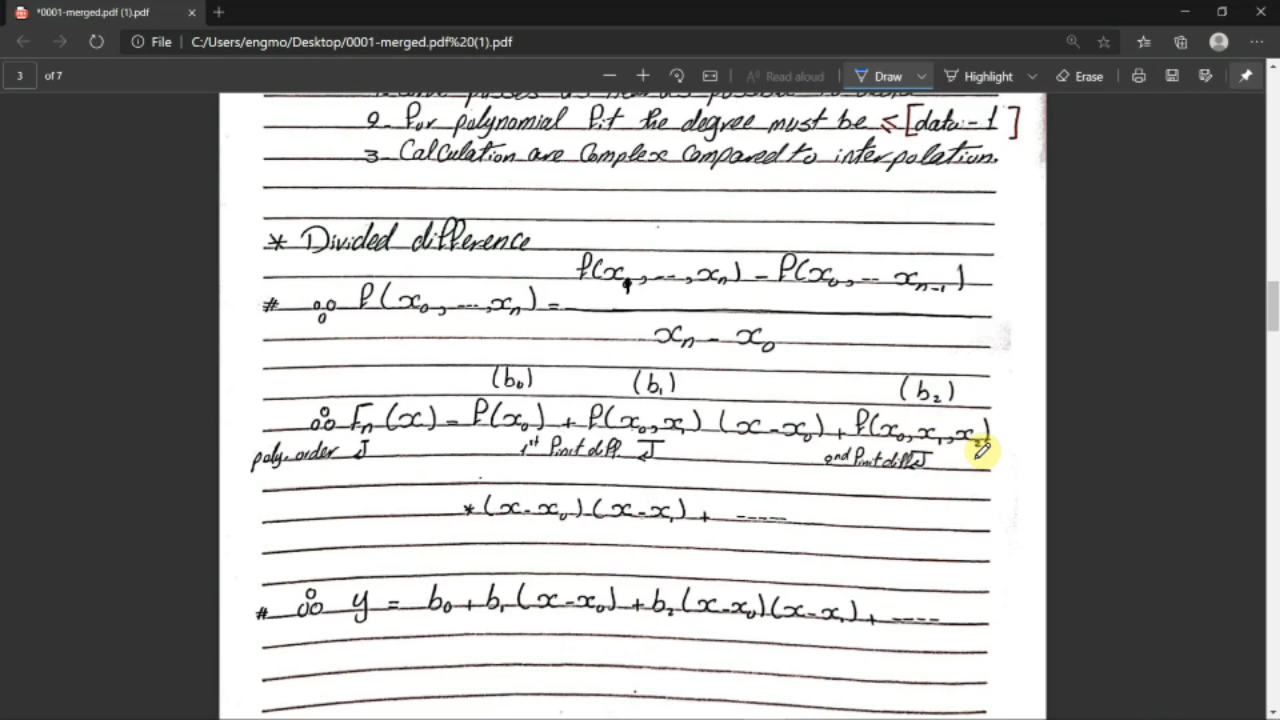 *0001-merged.pdf (1).pdf
File C:/Users/engmo/Desktop/0001-merged.pdf%20(1).pdf
3 of 7 Read aloud Draw Highlight Erase
2- for polynomial fit the degree must be ≤ [data - 1]
3- Calculation are Complex Compared to interpolation.
* Divided difference
f(x₁, ---, xₙ) - f(x₀, -- xₙ₋₁)
# ∴ f(x₀, ---, xₙ) =
xₙ - x₀
(b₀) (b₁) (b₂)
∴ Fₙ(x) = f(x₀) + f(x₀, x₁) (x - x₀) + f(x₀, x₁, x₂)
poly. order 1st finit diff. 2nd finit diff
* (x - x₀)(x - x₁) + -----
# ∴ y = b₀ + b₁(x - x₀) + b₂(x - x₀)(x - x₁) + ----